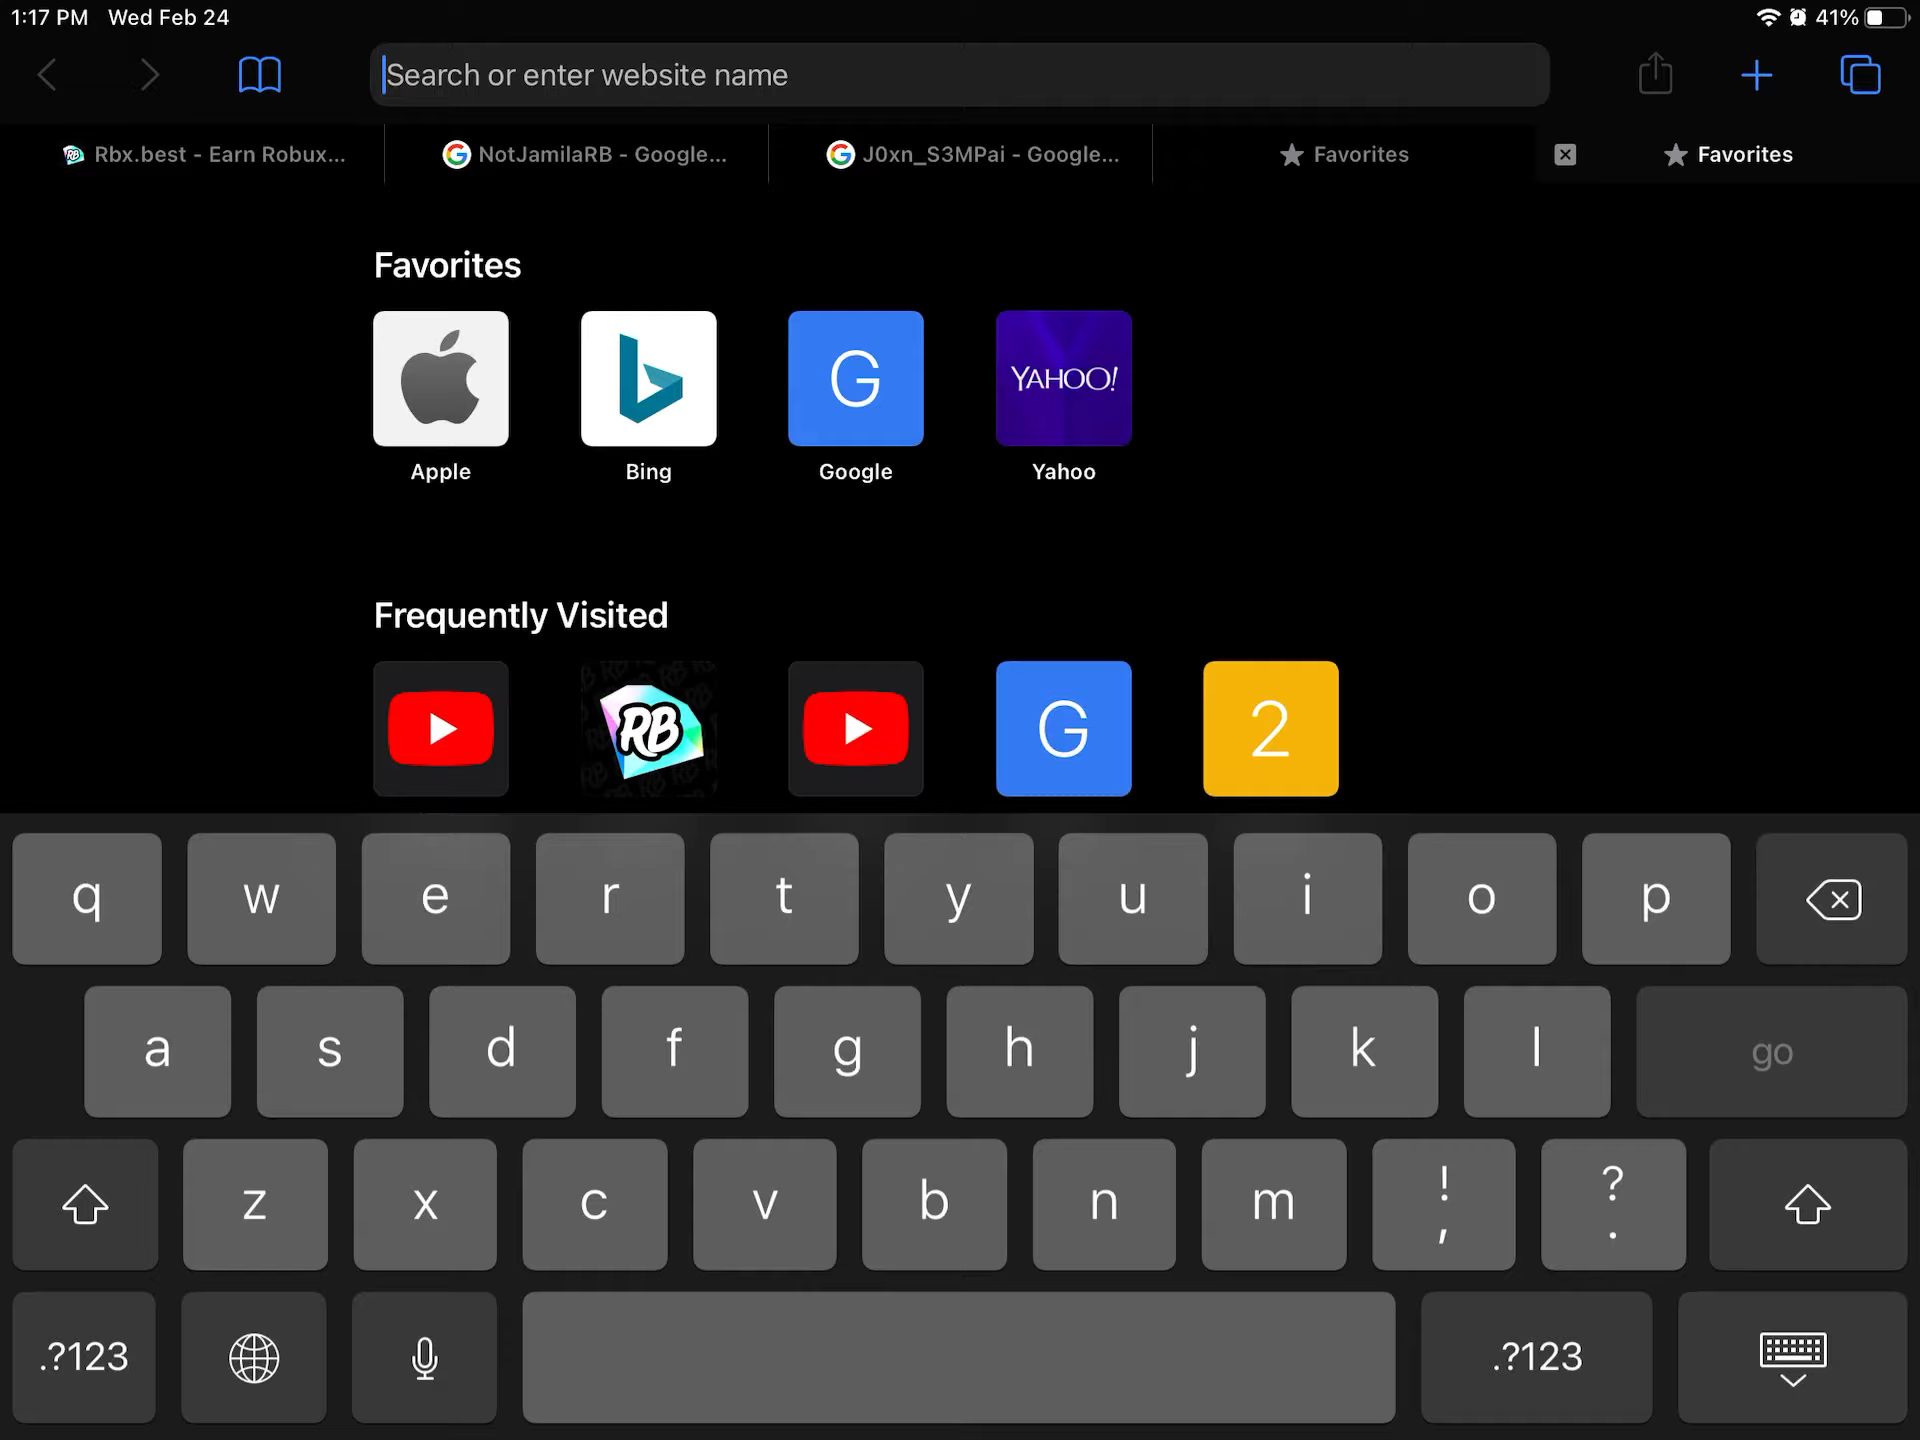 1:17 PM Wed Feb 24 41%
Search or enter website name
Rbx.best - Earn Robux... NotJamilaRB - Google... J0xn_S3MPai - Google... Favorites Favorites
Favorites
G YAHOO!
Apple Bing Google Yahoo
Frequently Visited
RB G 2
q w e r t y u i o p
a s d f g h j k l go
z x c v b n m ! , ? .
.?123 .?123